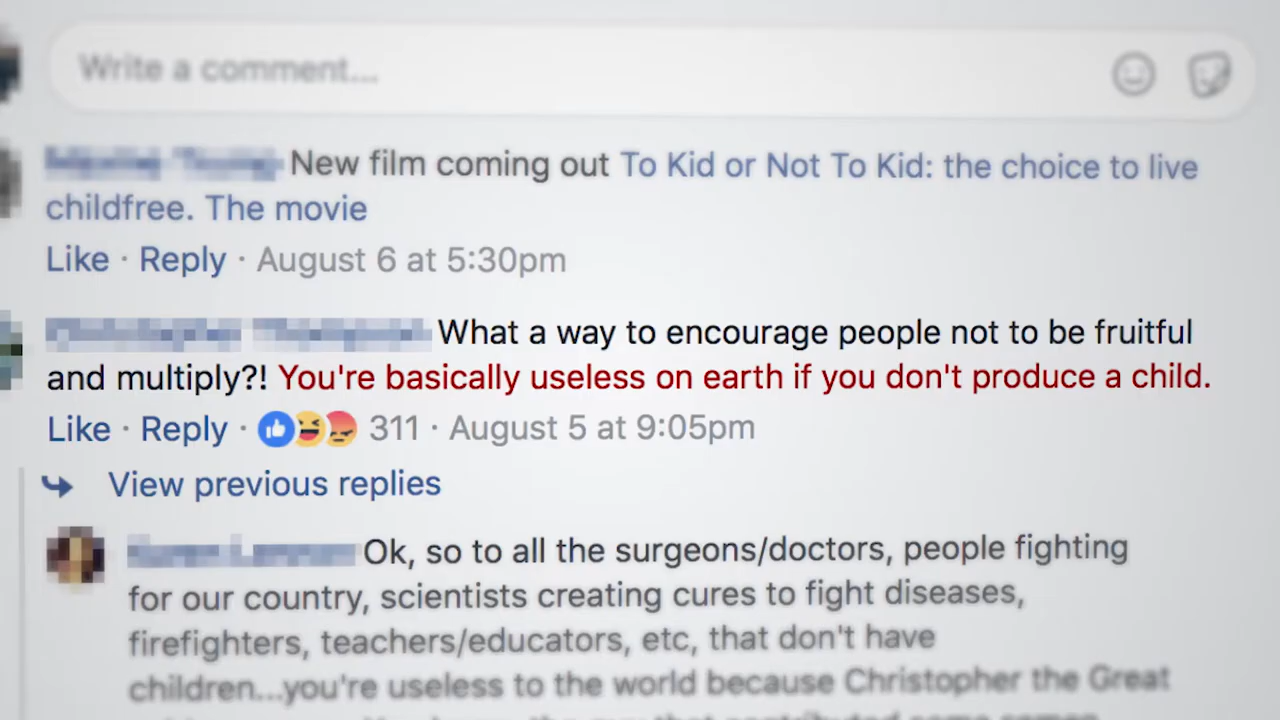 Write a comment...
New film coming out To Kid or Not To Kid: the choice to live
childfree. The movie
Like · Reply · August 6 at 5:30pm
What a way to encourage people not to be fruitful
and multiply?! You're basically useless on earth if you don't produce a child.
Like · Reply · 311 · August 5 at 9:05pm
View previous replies
Ok, so to all the surgeons/doctors, people fighting
for our country, scientists creating cures to fight diseases,
firefighters, teachers/educators, etc, that don't have
children...you're useless to the world because Christopher the Great